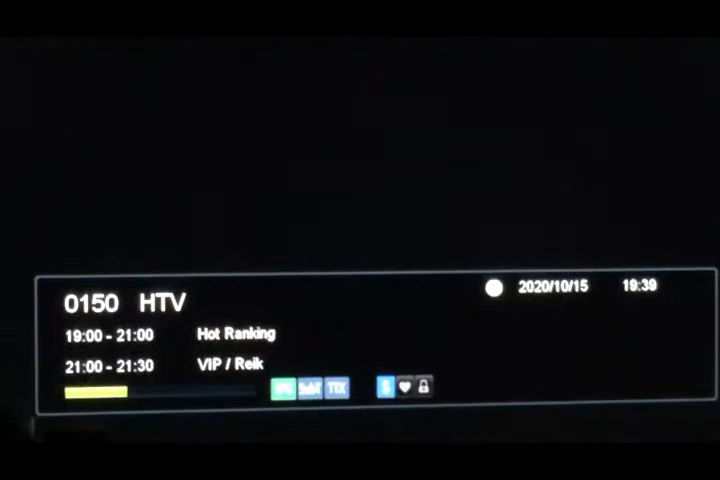 0150 HTV
2020/10/15 19:39
19:00 - 21:00 Hot Ranking
21:00 - 21:30 VIP / Reik
EPG SubT TTX $